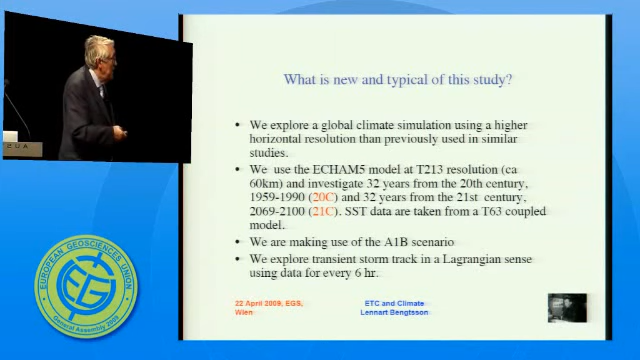 What is new and typical of this study?
• We explore a global climate simulation using a higher
horizontal resolution than previously used in similar
studies.
• We use the ECHAM5 model at T213 resolution (ca
60km) and investigate 32 years from the 20th century,
1959-1990 (20C) and 32 years from the 21st century,
2069-2100 (21C). SST data are taken from a T63 coupled
model.
• We are making use of the A1B scenario
• We explore transient storm track in a Lagrangian sense
using data for every 6 hr.
22 April 2009, EGS,
Wien
ETC and Climate
Lennart Bengtsson
EUROPEAN GEOSCIENCES UNION
EGU
General Assembly 2009